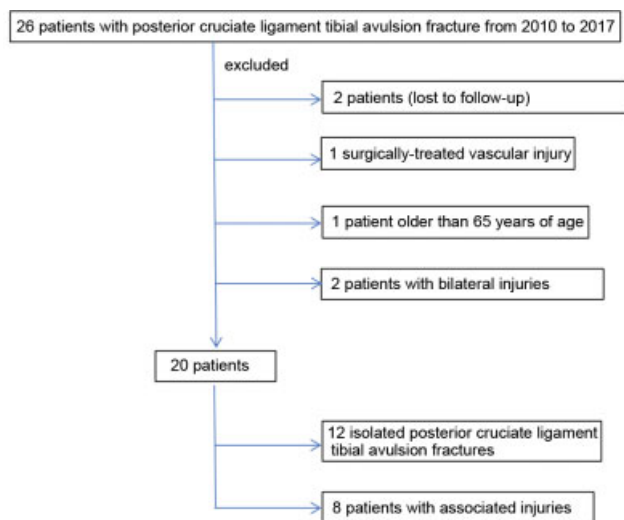 26 patients with posterior cruciate ligament tibial avulsion fracture from 2010 to 2017
excluded
2 patients (lost to follow-up)
1 surgically-treated vascular injury
1 patient older than 65 years of age
2 patients with bilateral injuries
20 patients
12 isolated posterior cruciate ligament
tibial avulsion fractures
8 patients with associated injuries